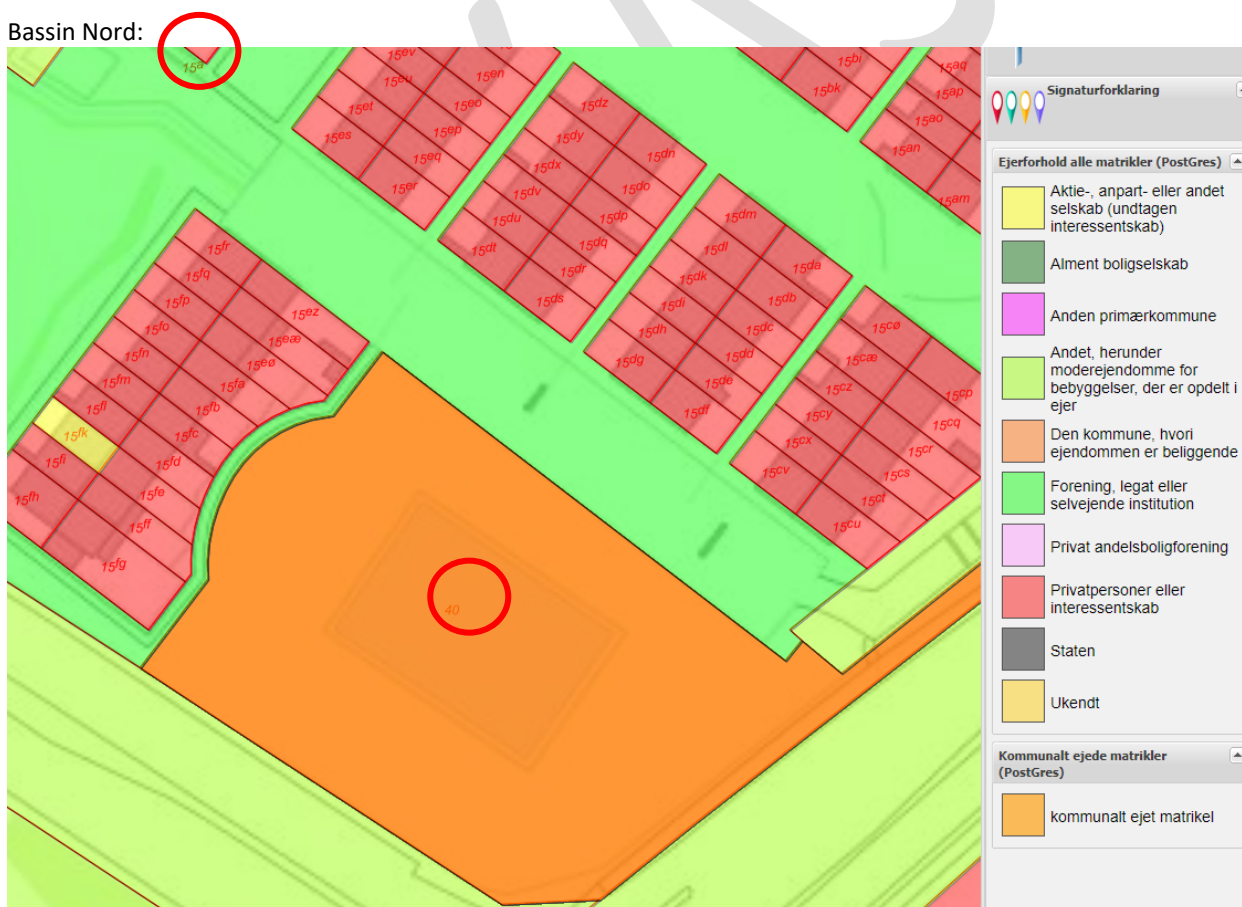 Bassin Nord:
15a
15ev
15en
15eu
15eo
15et
15ep
15es
15eq
15er
15dz
15dy
15dn
15dx
15do
15dv
15dp
15du
15dq
15dt
15dr
15ds
15bi
15bk
15aq
15ap
15ao
15an
15am
15dm
15da
15dl
15dk
15db
15di
15dc
15dh
15dd
15dg
15de
15df
15cø
15cæ
15cp
15cz
15cq
15cy
15cr
15cx
15cs
15cv
15ct
15cu
15fr
15fq
15ez
15fp
15eæ
15fo
15eø
15fn
15fa
15fm
15fb
15fl
15fc
15fk
15fd
15fi
15fe
15fh
15ff
15fg
40
Signaturforklaring
Ejerforhold alle matrikler (PostGres)
Aktie-, anpart- eller andet
selskab (undtagen
interessentskab)
Alment boligselskab
Anden primærkommune
Andet, herunder
moderejendomme for
bebyggelser, der er opdelt i
ejer
Den kommune, hvori
ejendommen er beliggende
Forening, legat eller
selvejende institution
Privat andelsboligforening
Privatpersoner eller
interessentskab
Staten
Ukendt
Kommunalt ejede matrikler
(PostGres)
kommunalt ejet matrikel